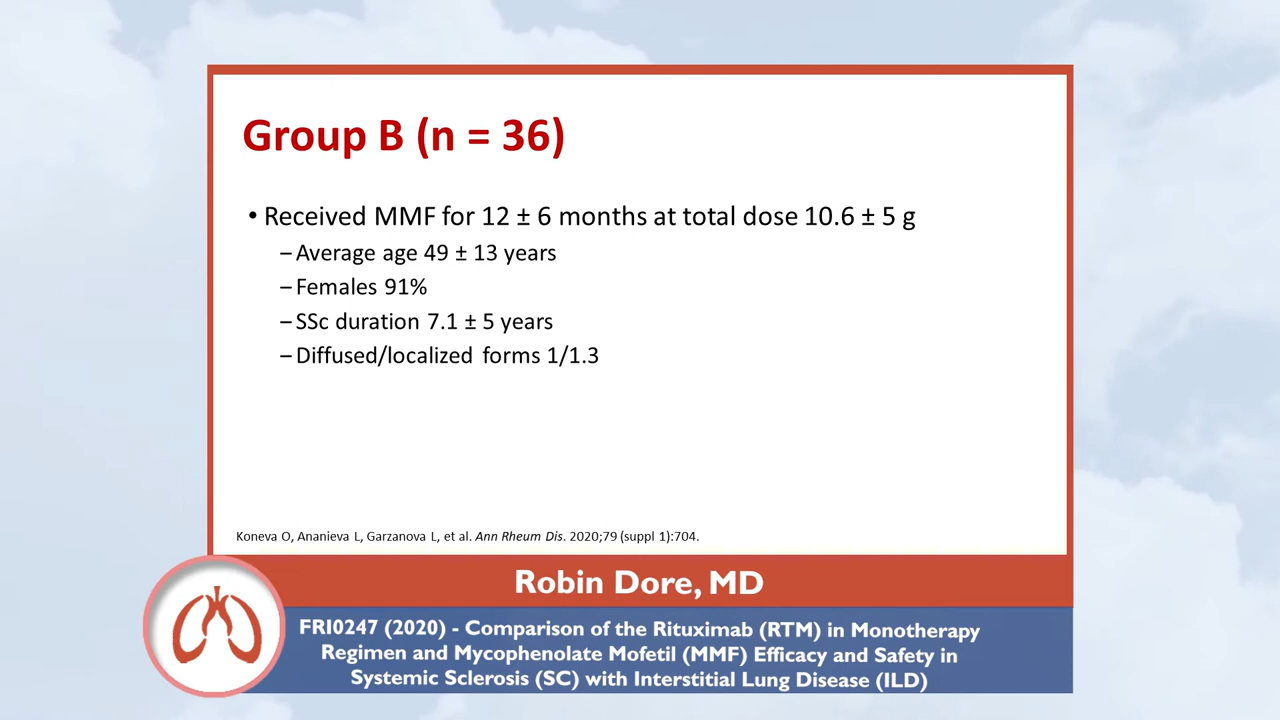 Group B (n = 36)
• Received MMF for 12 ± 6 months at total dose 10.6 ± 5 g
– Average age 49 ± 13 years
– Females 91%
– SSc duration 7.1 ± 5 years
– Diffused/localized forms 1/1.3
Koneva O, Ananieva L, Garzanova L, et al. Ann Rheum Dis. 2020;79 (suppl 1):704.
Robin Dore, MD
FRI0247 (2020) - Comparison of the Rituximab (RTM) in Monotherapy
Regimen and Mycophenolate Mofetil (MMF) Efficacy and Safety in
Systemic Sclerosis (SC) with Interstitial Lung Disease (ILD)